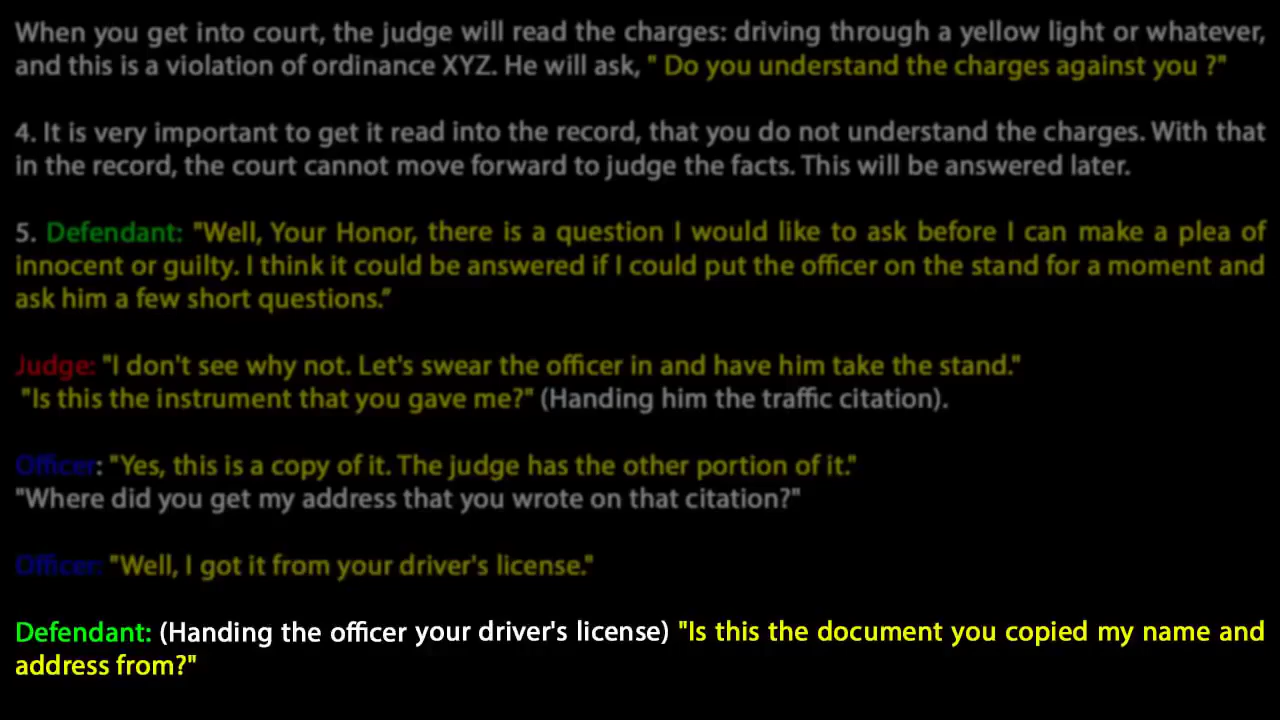 When you get into court, the judge will read the charges: driving through a yellow light or whatever,
and this is a violation of ordinance XYZ. He will ask, " Do you understand the charges against you ?"
4. It is very important to get it read into the record, that you do not understand the charges. With that
in the record, the court cannot move forward to judge the facts. This will be answered later.
5. Defendant: "Well, Your Honor, there is a question I would like to ask before I can make a plea of
innocent or guilty. I think it could be answered if I could put the officer on the stand for a moment and
ask him a few short questions.”
Judge: "I don't see why not. Let's swear the officer in and have him take the stand."
"Is this the instrument that you gave me?" (Handing him the traffic citation).
Officer: "Yes, this is a copy of it. The judge has the other portion of it."
"Where did you get my address that you wrote on that citation?"
Officer: "Well, I got it from your driver's license."
Defendant: (Handing the officer your driver's license) "Is this the document you copied my name and
address from?"